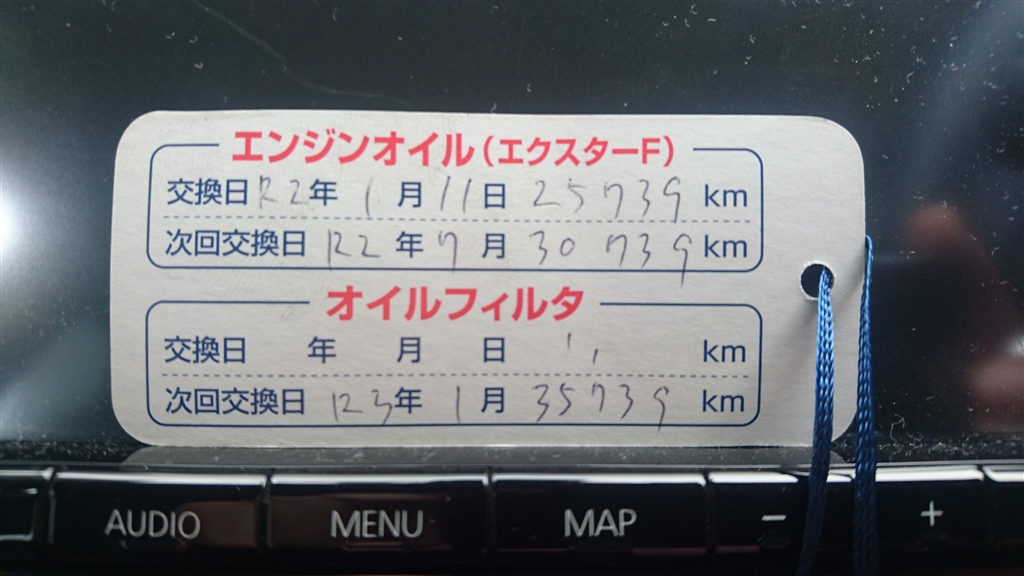 エンジンオイル(エクスターF)
交換日 R2年 1月 11日 25739 km
次回交換日 R2年 7月 30739 km
オイルフィルタ
交換日 年 月 日 〃 km
次回交換日 R3年 1月 35739 km
AUDIO MENU MAP − +